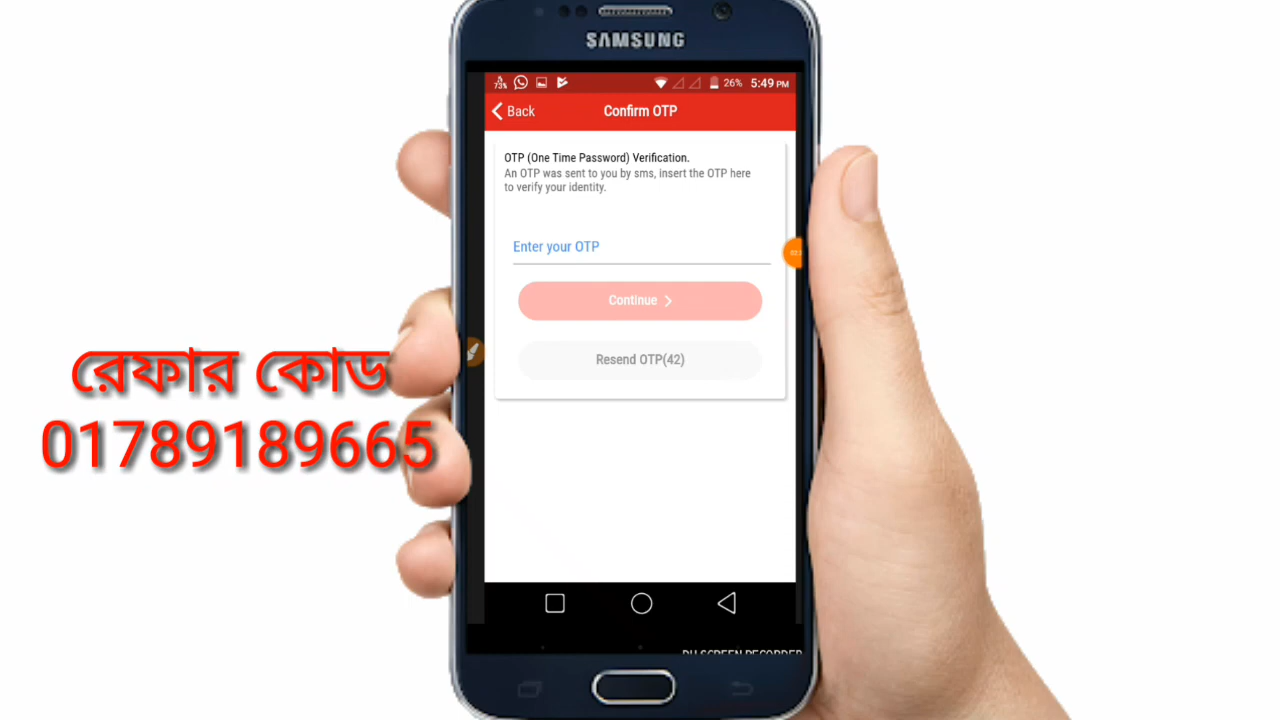 SAMSUNG
73%
26% 5:49 PM
Back
Confirm OTP
OTP (One Time Password) Verification.
An OTP was sent to you by sms, insert the OTP here
to verify your identity.
Enter your OTP
Continue
Resend OTP(42)
রেফার কোড
01789189665